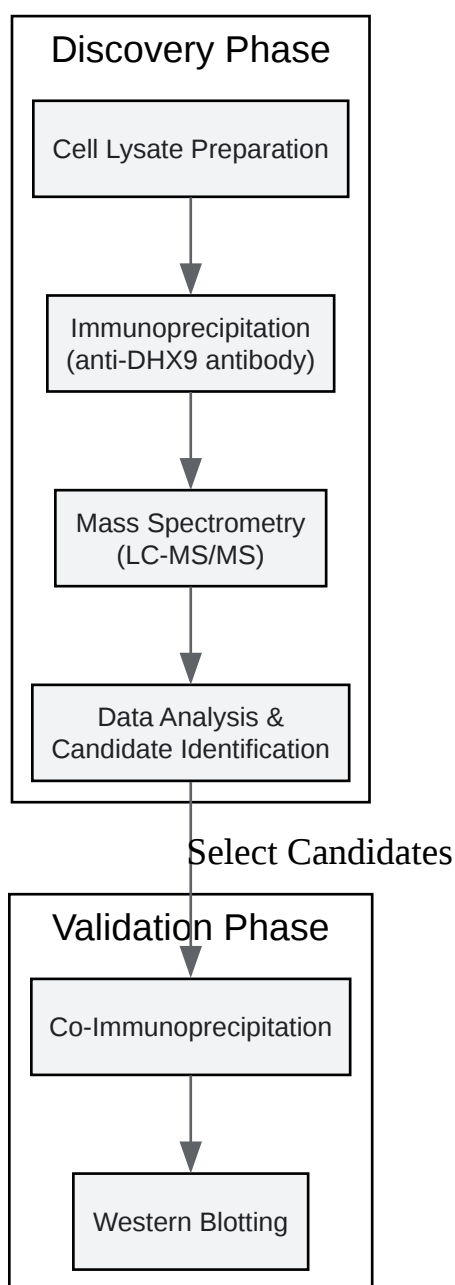 Discovery Phase
Cell Lysate Preparation
Immunoprecipitation
(anti-DHX9 antibody)
Mass Spectrometry
(LC-MS/MS)
Data Analysis &
Candidate Identification
Select Candidates
Validation Phase
Co-Immunoprecipitation
Western Blotting